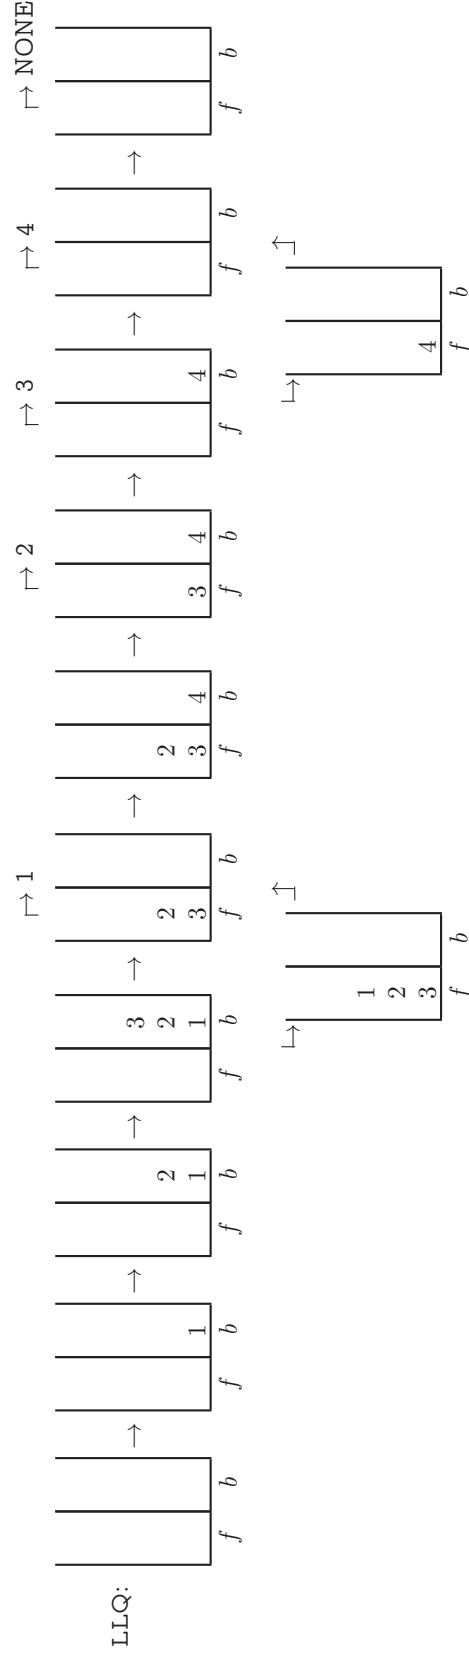 ↦ 1 ↦ 2 ↦ 3 ↦ 4 ↦ NONE
LLQ: → → → 3 → → → → → →
2 2 2 2
1 1 1 3 3 4 3 4 4
f b f b f b f b f b f b f b f b f b f b
1
2
3 4
f b f b